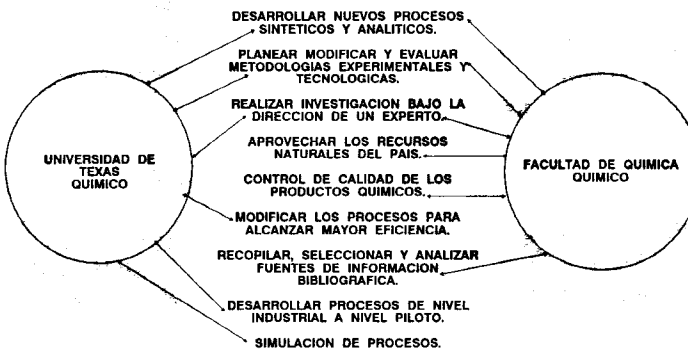 DESARROLLAR NUEVOS PROCESOS
SINTETICOS Y ANALITICOS.
PLANEAR MODIFICAR Y EVALUAR
METODOLOGIAS EXPERIMENTALES Y
TECNOLOGICAS.
REALIZAR INVESTIGACION BAJO LA
DIRECCION DE UN EXPERTO.
APROVECHAR LOS RECURSOS
NATURALES DEL PAIS.
CONTROL DE CALIDAD DE LOS
PRODUCTOS QUIMICOS.
MODIFICAR LOS PROCESOS PARA
ALCANZAR MAYOR EFICIENCIA.
RECOPILAR, SELECCIONAR Y ANALIZAR
FUENTES DE INFORMACION
BIBLIOGRAFICA.
DESARROLLAR PROCESOS DE NIVEL
INDUSTRIAL A NIVEL PILOTO.
SIMULACION DE PROCESOS.
UNIVERSIDAD DE
TEXAS
QUIMICO
FACULTAD DE QUIMICA
QUIMICO